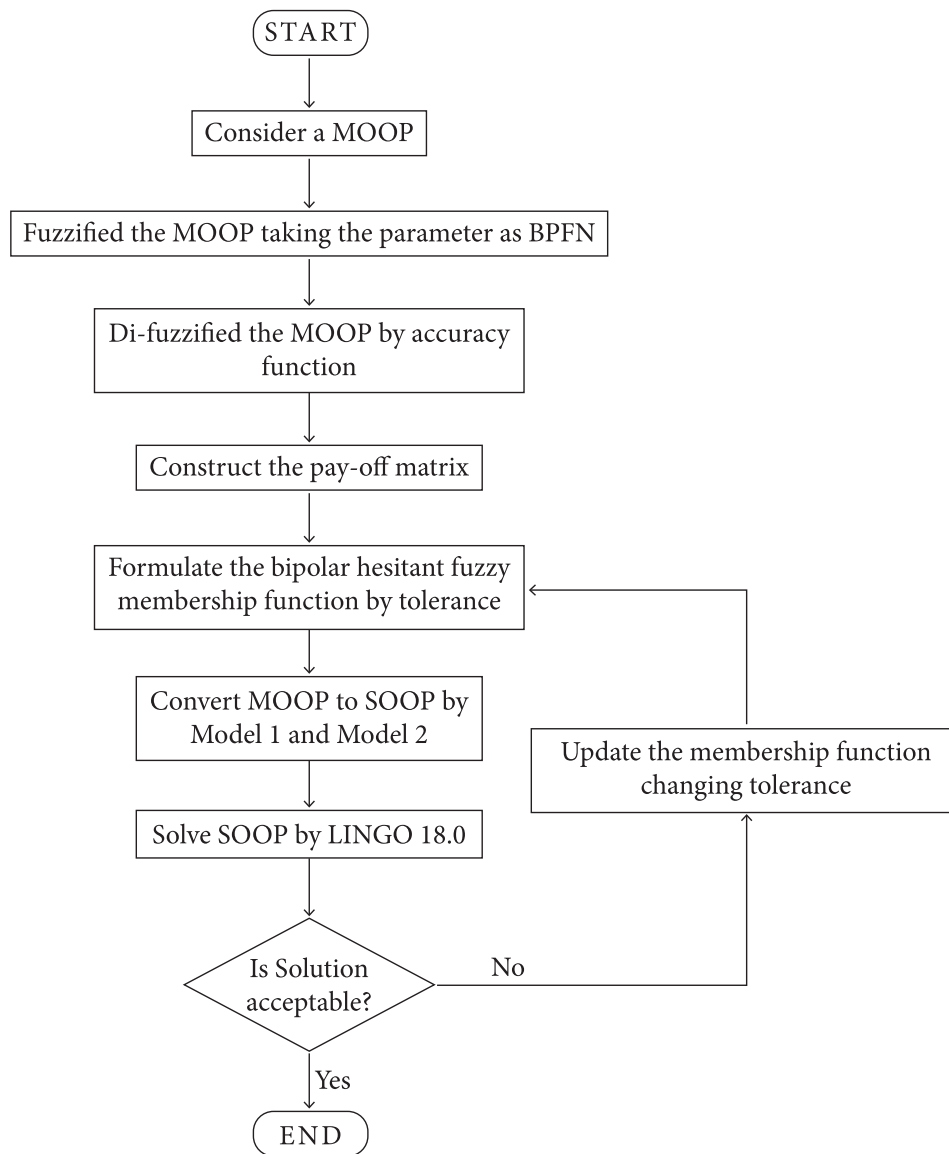 START
Consider a MOOP
Fuzzified the MOOP taking the parameter as BPFN
Di-fuzzified the MOOP by accuracy
function
Construct the pay-off matrix
Formulate the bipolar hesitant fuzzy
membership function by tolerance
Convert MOOP to SOOP by
Model 1 and Model 2
Update the membership function
changing tolerance
Solve SOOP by LINGO 18.0
Is Solution
acceptable?
No
Yes
END